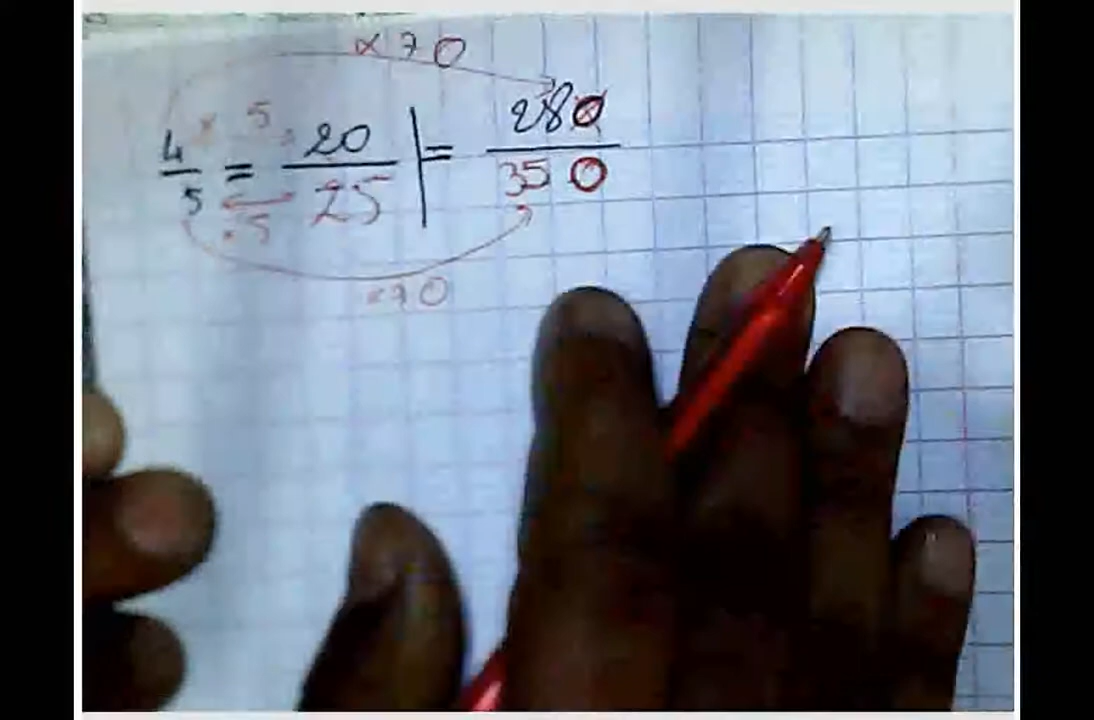 ×70
4/5 ×5 = 20/25 | = 280/350
×5
×70